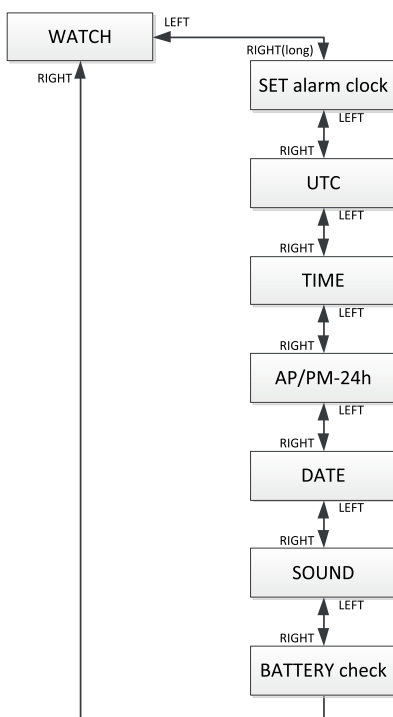 WATCH
LEFT
RIGHT(long)
RIGHT
SET alarm clock
LEFT
RIGHT
UTC
LEFT
RIGHT
TIME
LEFT
RIGHT
AP/PM-24h
LEFT
RIGHT
DATE
LEFT
RIGHT
SOUND
LEFT
RIGHT
BATTERY check